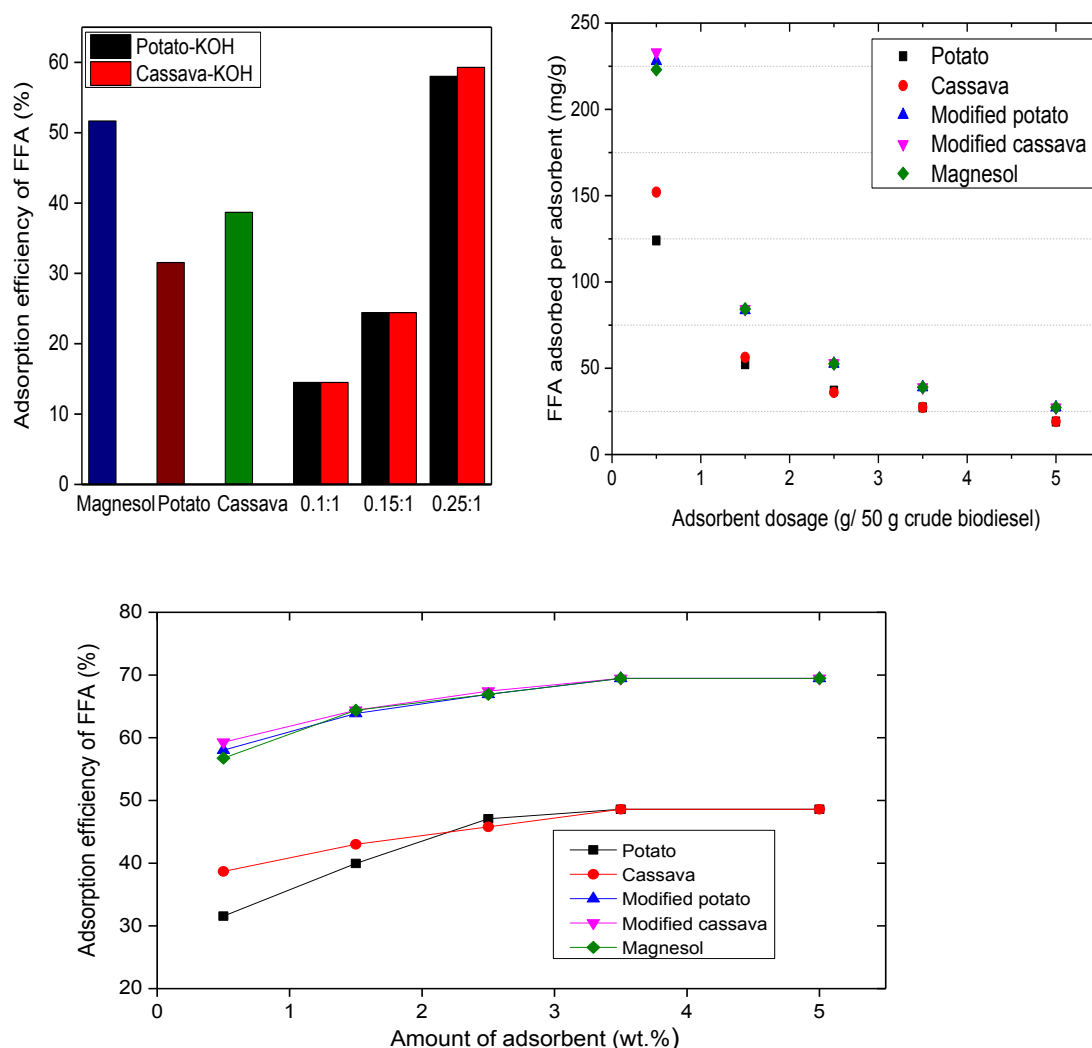 Potato-KOH
Cassava-KOH
Adsorption efficiency of FFA (%)
60
50
40
30
20
10
0
Magnesol Potato Cassava 0.1:1 0.15:1 0.25:1
FFA adsorbed per adsorbent (mg/g)
250
200
150
100
50
0
Potato
Cassava
Modified potato
Modified cassava
Magnesol
0 1 2 3 4 5
Adsorbent dosage (g/ 50 g crude biodiesel)
Adsorption efficiency of FFA (%)
80
70
60
50
40
30
20
Potato
Cassava
Modified potato
Modified cassava
Magnesol
0 1 2 3 4 5
Amount of adsorbent (wt.%)